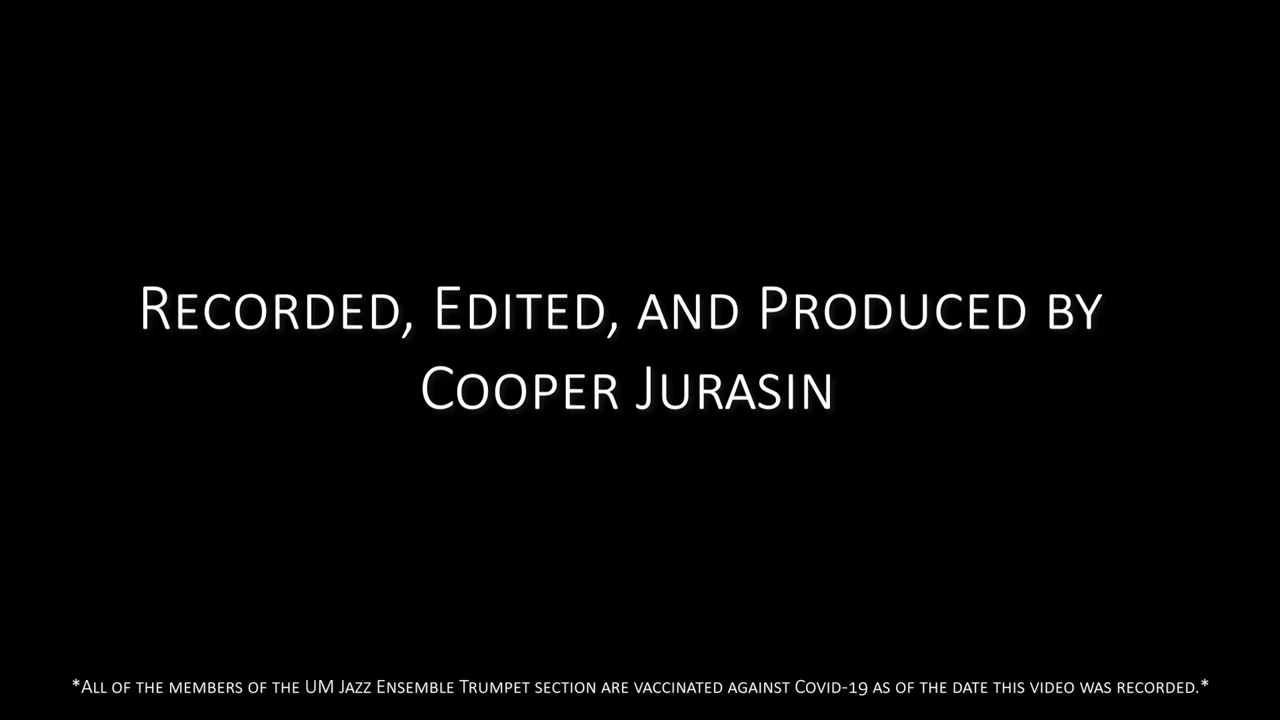 Recorded, Edited, and Produced by
Cooper Jurasin
*All of the members of the UM Jazz Ensemble Trumpet section are vaccinated against Covid-19 as of the date this video was recorded.*